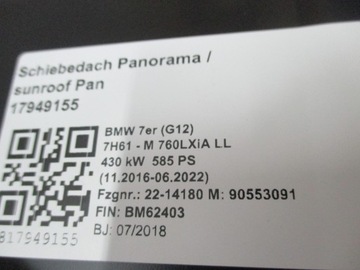 Schiebedach Panorama /
sunroof Pan
17949155
BMW 7er (G12)
7H61 - M 760LXiA LL
430 kW 585 PS
(11.2016-06.2022)
Fzgnr.: 22-14180 M: 90553091
FIN: BM62403
BJ: 07/2018
817949155